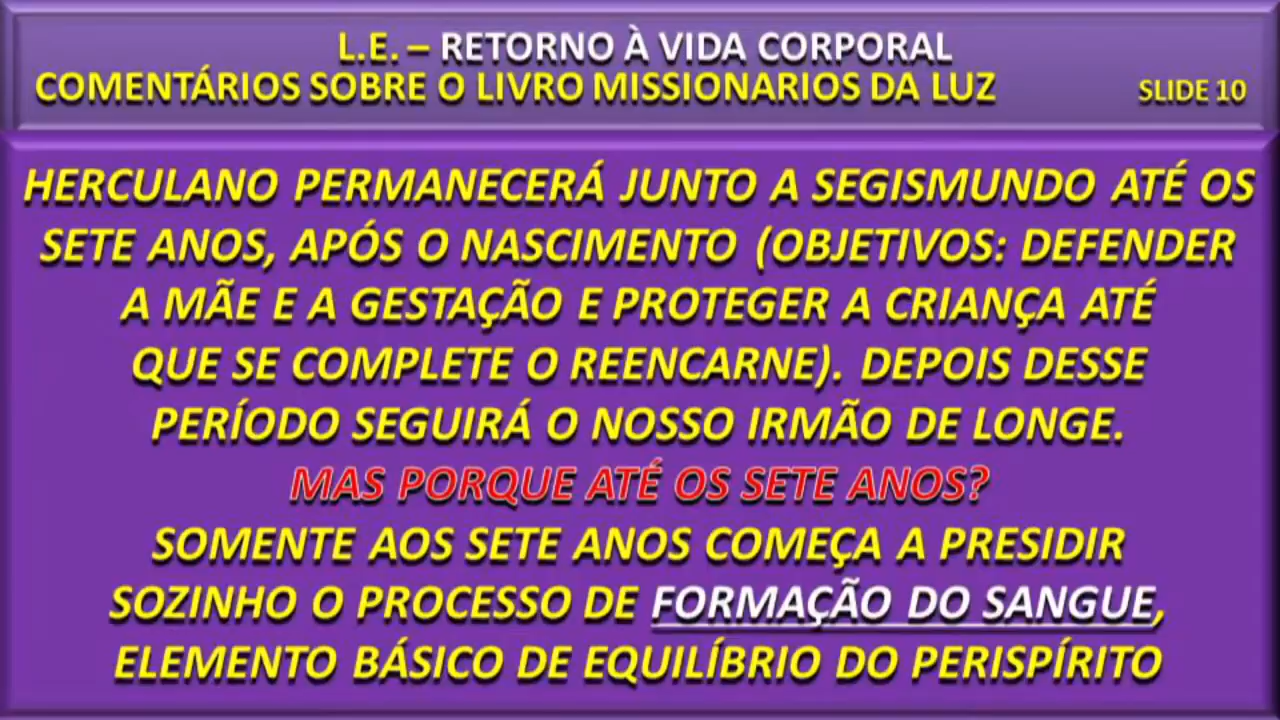 L.E. – RETORNO À VIDA CORPORAL
COMENTÁRIOS SOBRE O LIVRO MISSIONARIOS DA LUZ SLIDE 10
HERCULANO PERMANECERÁ JUNTO A SEGISMUNDO ATÉ OS
SETE ANOS, APÓS O NASCIMENTO (OBJETIVOS: DEFENDER
A MÃE E A GESTAÇÃO E PROTEGER A CRIANÇA ATÉ
QUE SE COMPLETE O REENCARNE). DEPOIS DESSE
PERÍODO SEGUIRÁ O NOSSO IRMÃO DE LONGE.
MAS PORQUE ATÉ OS SETE ANOS?
SOMENTE AOS SETE ANOS COMEÇA A PRESIDIR
SOZINHO O PROCESSO DE FORMAÇÃO DO SANGUE,
ELEMENTO BÁSICO DE EQUILÍBRIO DO PERISPÍRITO